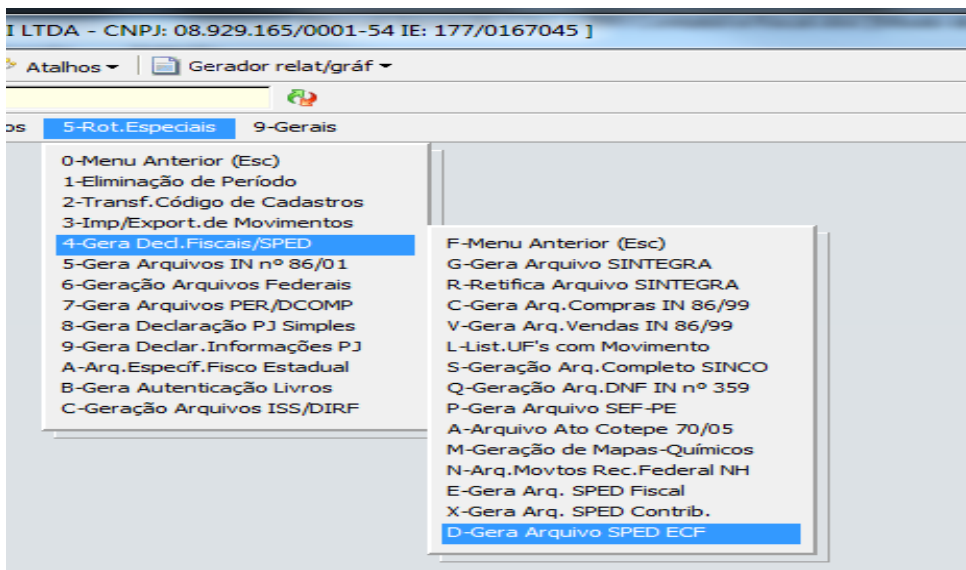 I LTDA - CNPJ: 08.929.165/0001-54 IE: 177/0167045 ]
Atalhos Gerador relat/gráf
os 5-Rot.Especiais 9-Gerais
0-Menu Anterior (Esc)
1-Eliminação de Período
2-Transf.Código de Cadastros
3-Imp/Export.de Movimentos
4-Gera Decl.Fiscais/SPED
5-Gera Arquivos IN nº 86/01
6-Geração Arquivos Federais
7-Gera Arquivos PER/DCOMP
8-Gera Declaração PJ Simples
9-Gera Declar.Informações PJ
A-Arq.Específ.Fisco Estadual
B-Gera Autenticação Livros
C-Geração Arquivos ISS/DIRF
F-Menu Anterior (Esc)
G-Gera Arquivo SINTEGRA
R-Retifica Arquivo SINTEGRA
C-Gera Arq.Compras IN 86/99
V-Gera Arq.Vendas IN 86/99
L-List.UF's com Movimento
S-Geração Arq.Completo SINCO
Q-Geração Arq.DNF IN nº 359
P-Gera Arquivo SEF-PE
A-Arquivo Ato Cotepe 70/05
M-Geração de Mapas-Químicos
N-Arq.Movtos Rec.Federal NH
E-Gera Arq. SPED Fiscal
X-Gera Arq. SPED Contrib.
D-Gera Arquivo SPED ECF